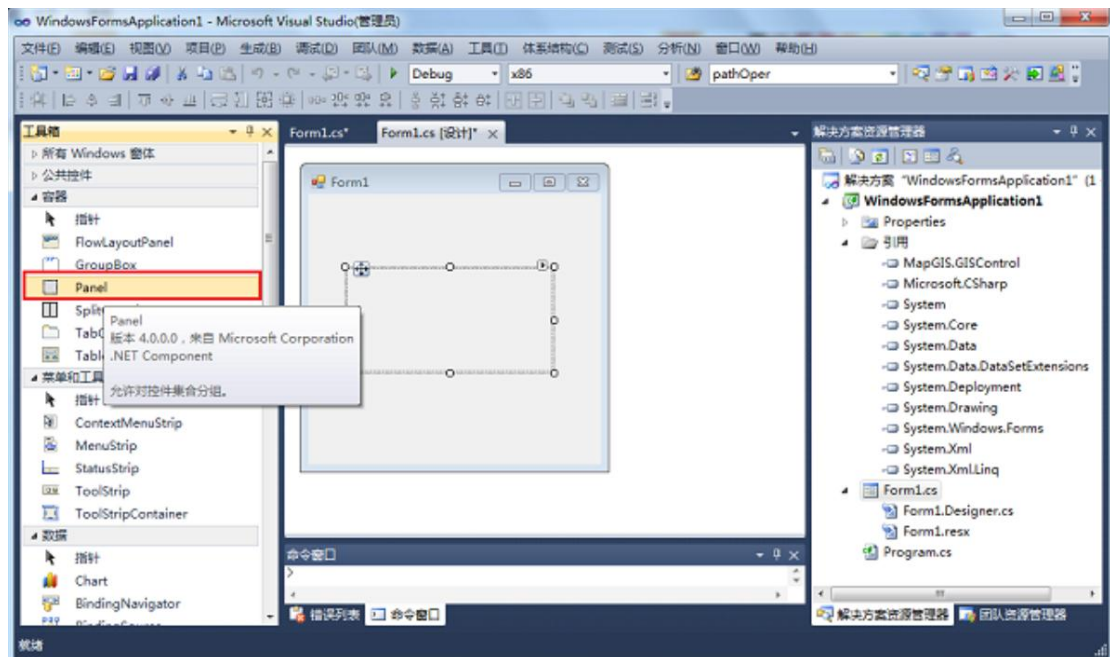 WindowsFormsApplication1 - Microsoft Visual Studio(管理员)
文件(F) 编辑(E) 视图(V) 项目(P) 生成(B) 调试(D) 团队(M) 数据(A) 工具(T) 体系结构(C) 测试(S) 分析(N) 窗口(W) 帮助(H)
Debug x86 pathOper
工具箱
所有 Windows 窗体
公共控件
容器
指针
FlowLayoutPanel
GroupBox
Panel
Panel
版本 4.0.0.0，来自 Microsoft Corporation
.NET Component
允许对控件集合分组。
菜单和工具
指针
ContextMenuStrip
MenuStrip
StatusStrip
ToolStrip
ToolStripContainer
数据
指针
Chart
BindingNavigator
BindingSource
Form1.cs* Form1.cs [设计]*
Form1
命令窗口
>
错误列表 命令窗口
解决方案资源管理器
解决方案 "WindowsFormsApplication1" (1
WindowsFormsApplication1
Properties
引用
MapGIS.GISControl
Microsoft.CSharp
System
System.Core
System.Data
System.Data.DataSetExtensions
System.Deployment
System.Drawing
System.Windows.Forms
System.Xml
System.Xml.Linq
Form1.cs
Form1.Designer.cs
Form1.resx
Program.cs
解决方案资源管理器 团队资源管理器
就绪